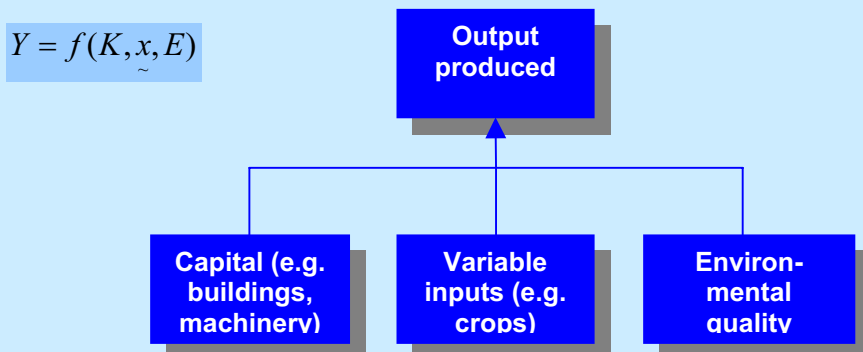 Y = f(K, x, E)
~
Output
produced
Capital (e.g.
buildings,
machinery)
Variable
inputs (e.g.
crops)
Environ-
mental
quality